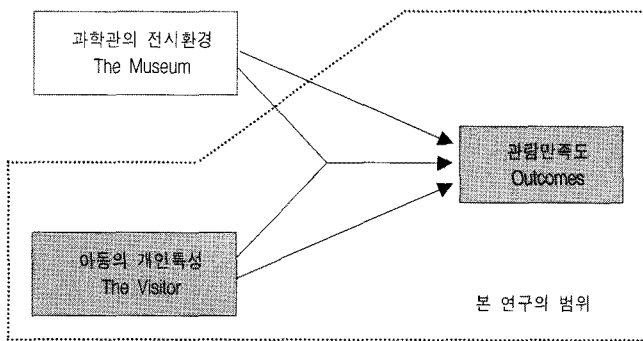 과학관의 전시환경
The Museum
관람만족도
Outcomes
아동의 개인특성
The Visitor
본 연구의 범위